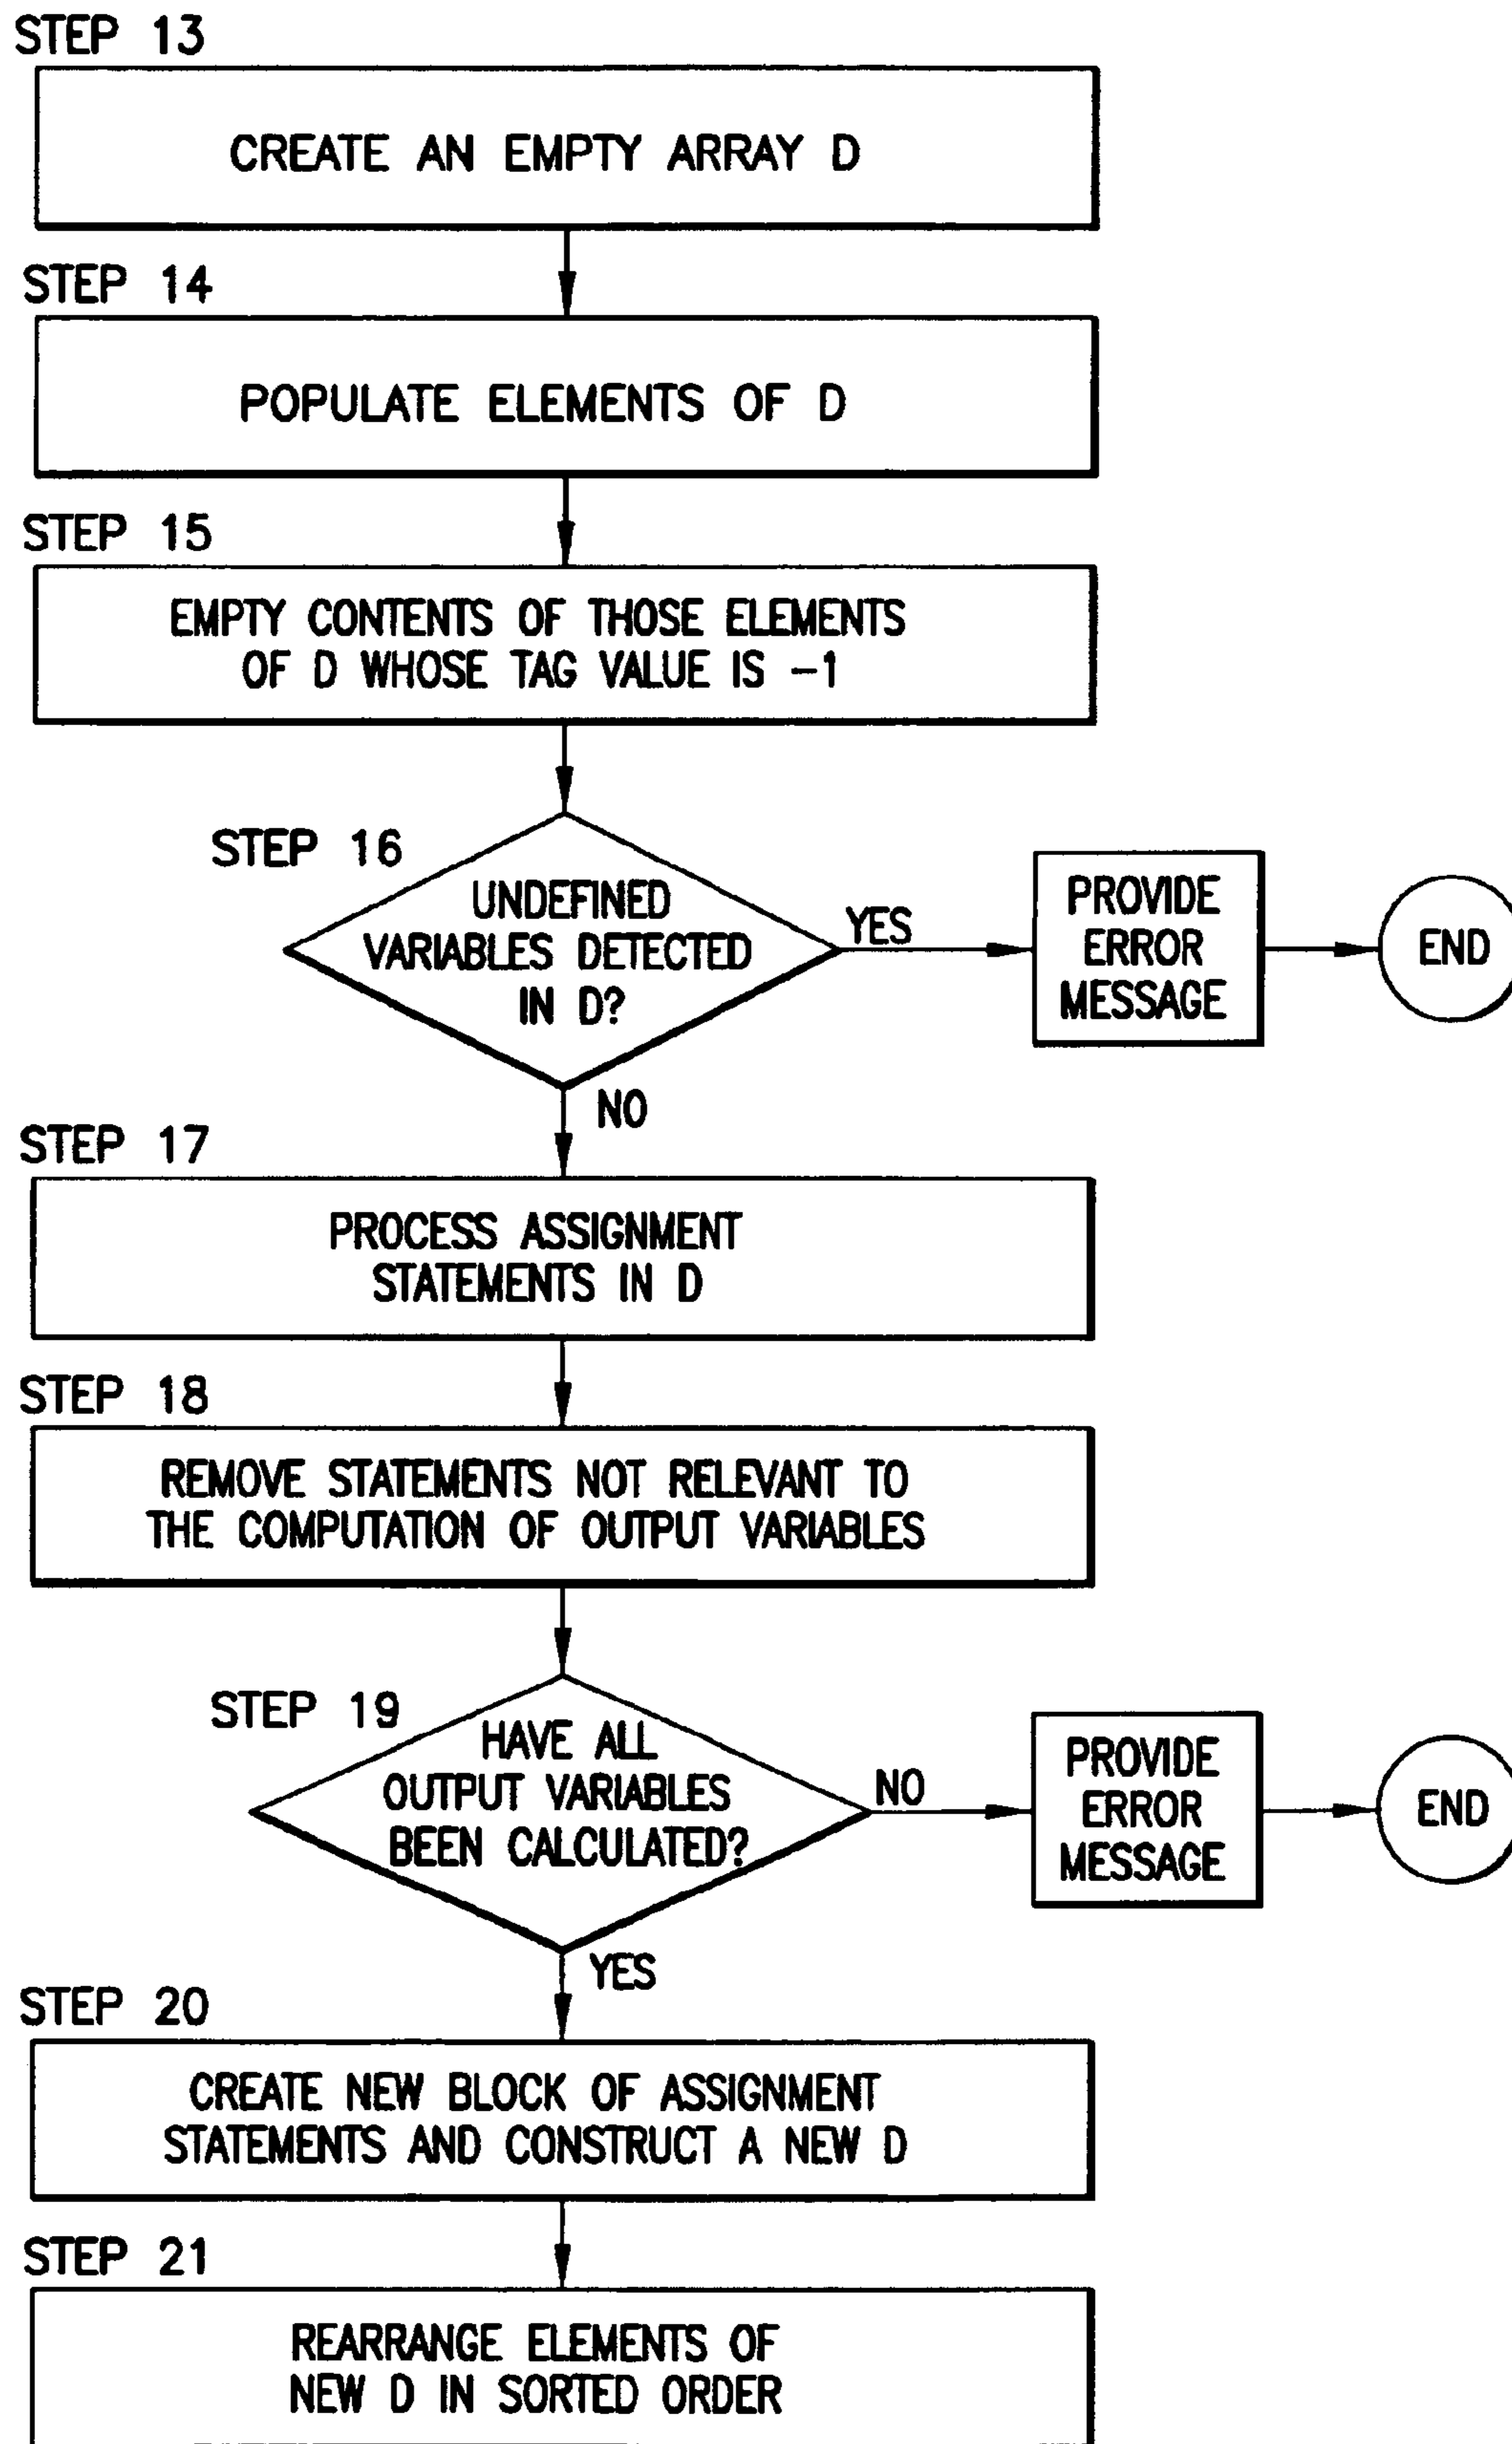 STEP 13
CREATE AN EMPTY ARRAY D
STEP 14
POPULATE ELEMENTS OF D
STEP 15
EMPTY CONTENTS OF THOSE ELEMENTS
OF D WHOSE TAG VALUE IS -1
STEP 16
UNDEFINED
VARIABLES DETECTED
IN D?
YES
PROVIDE
ERROR
MESSAGE
END
NO
STEP 17
PROCESS ASSIGNMENT
STATEMENTS IN D
STEP 18
REMOVE STATEMENTS NOT RELEVANT TO
THE COMPUTATION OF OUTPUT VARIABLES
STEP 19
HAVE ALL
OUTPUT VARIABLES
BEEN CALCULATED?
NO
PROVIDE
ERROR
MESSAGE
END
YES
STEP 20
CREATE NEW BLOCK OF ASSIGNMENT
STATEMENTS AND CONSTRUCT A NEW D
STEP 21
REARRANGE ELEMENTS OF
NEW D IN SORTED ORDER